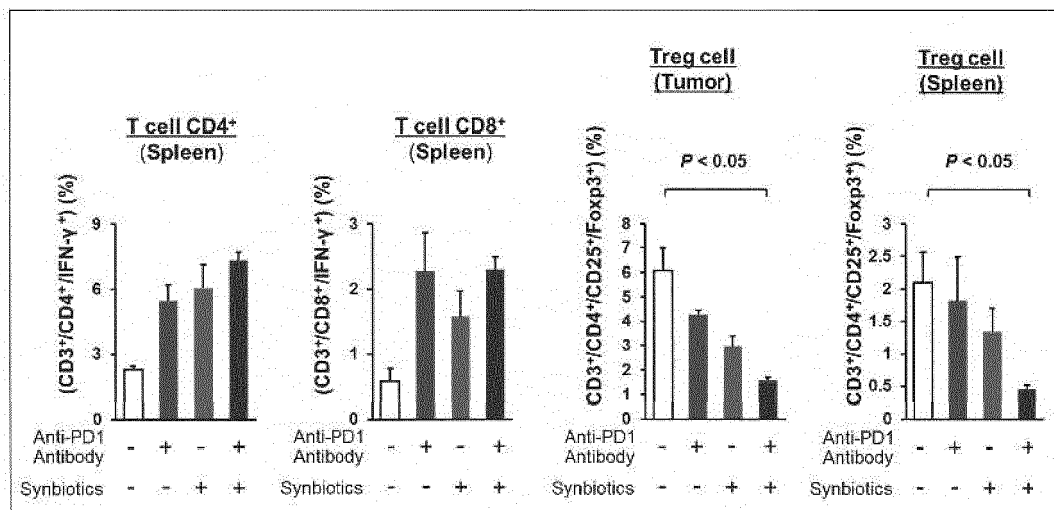 T cell CD4⁺
(Spleen)
(CD3⁺/CD4⁺/IFN-γ⁺) (%)
9
6
3
0
Anti-PD1
Antibody
- + - +
Synbiotics
- - + +
T cell CD8⁺
(Spleen)
(CD3⁺/CD8⁺/IFN-γ⁺) (%)
3
2
1
0
Anti-PD1
Antibody
- + - +
Synbiotics
- - + +
Treg cell
(Tumor)
P < 0.05
CD3⁺/CD4⁺/CD25⁺/Foxp3⁺) (%)
8
7
6
5
4
3
2
1
0
Anti-PD1
Antibody
- + - +
Synbiotics
- - + +
Treg cell
(Spleen)
P < 0.05
CD3⁺/CD4⁺/CD25⁺/Foxp3⁺) (%)
3
2.5
2
1.5
1
0.5
0
Anti-PD1
Antibody
- + - +
Synbiotics
- - + +